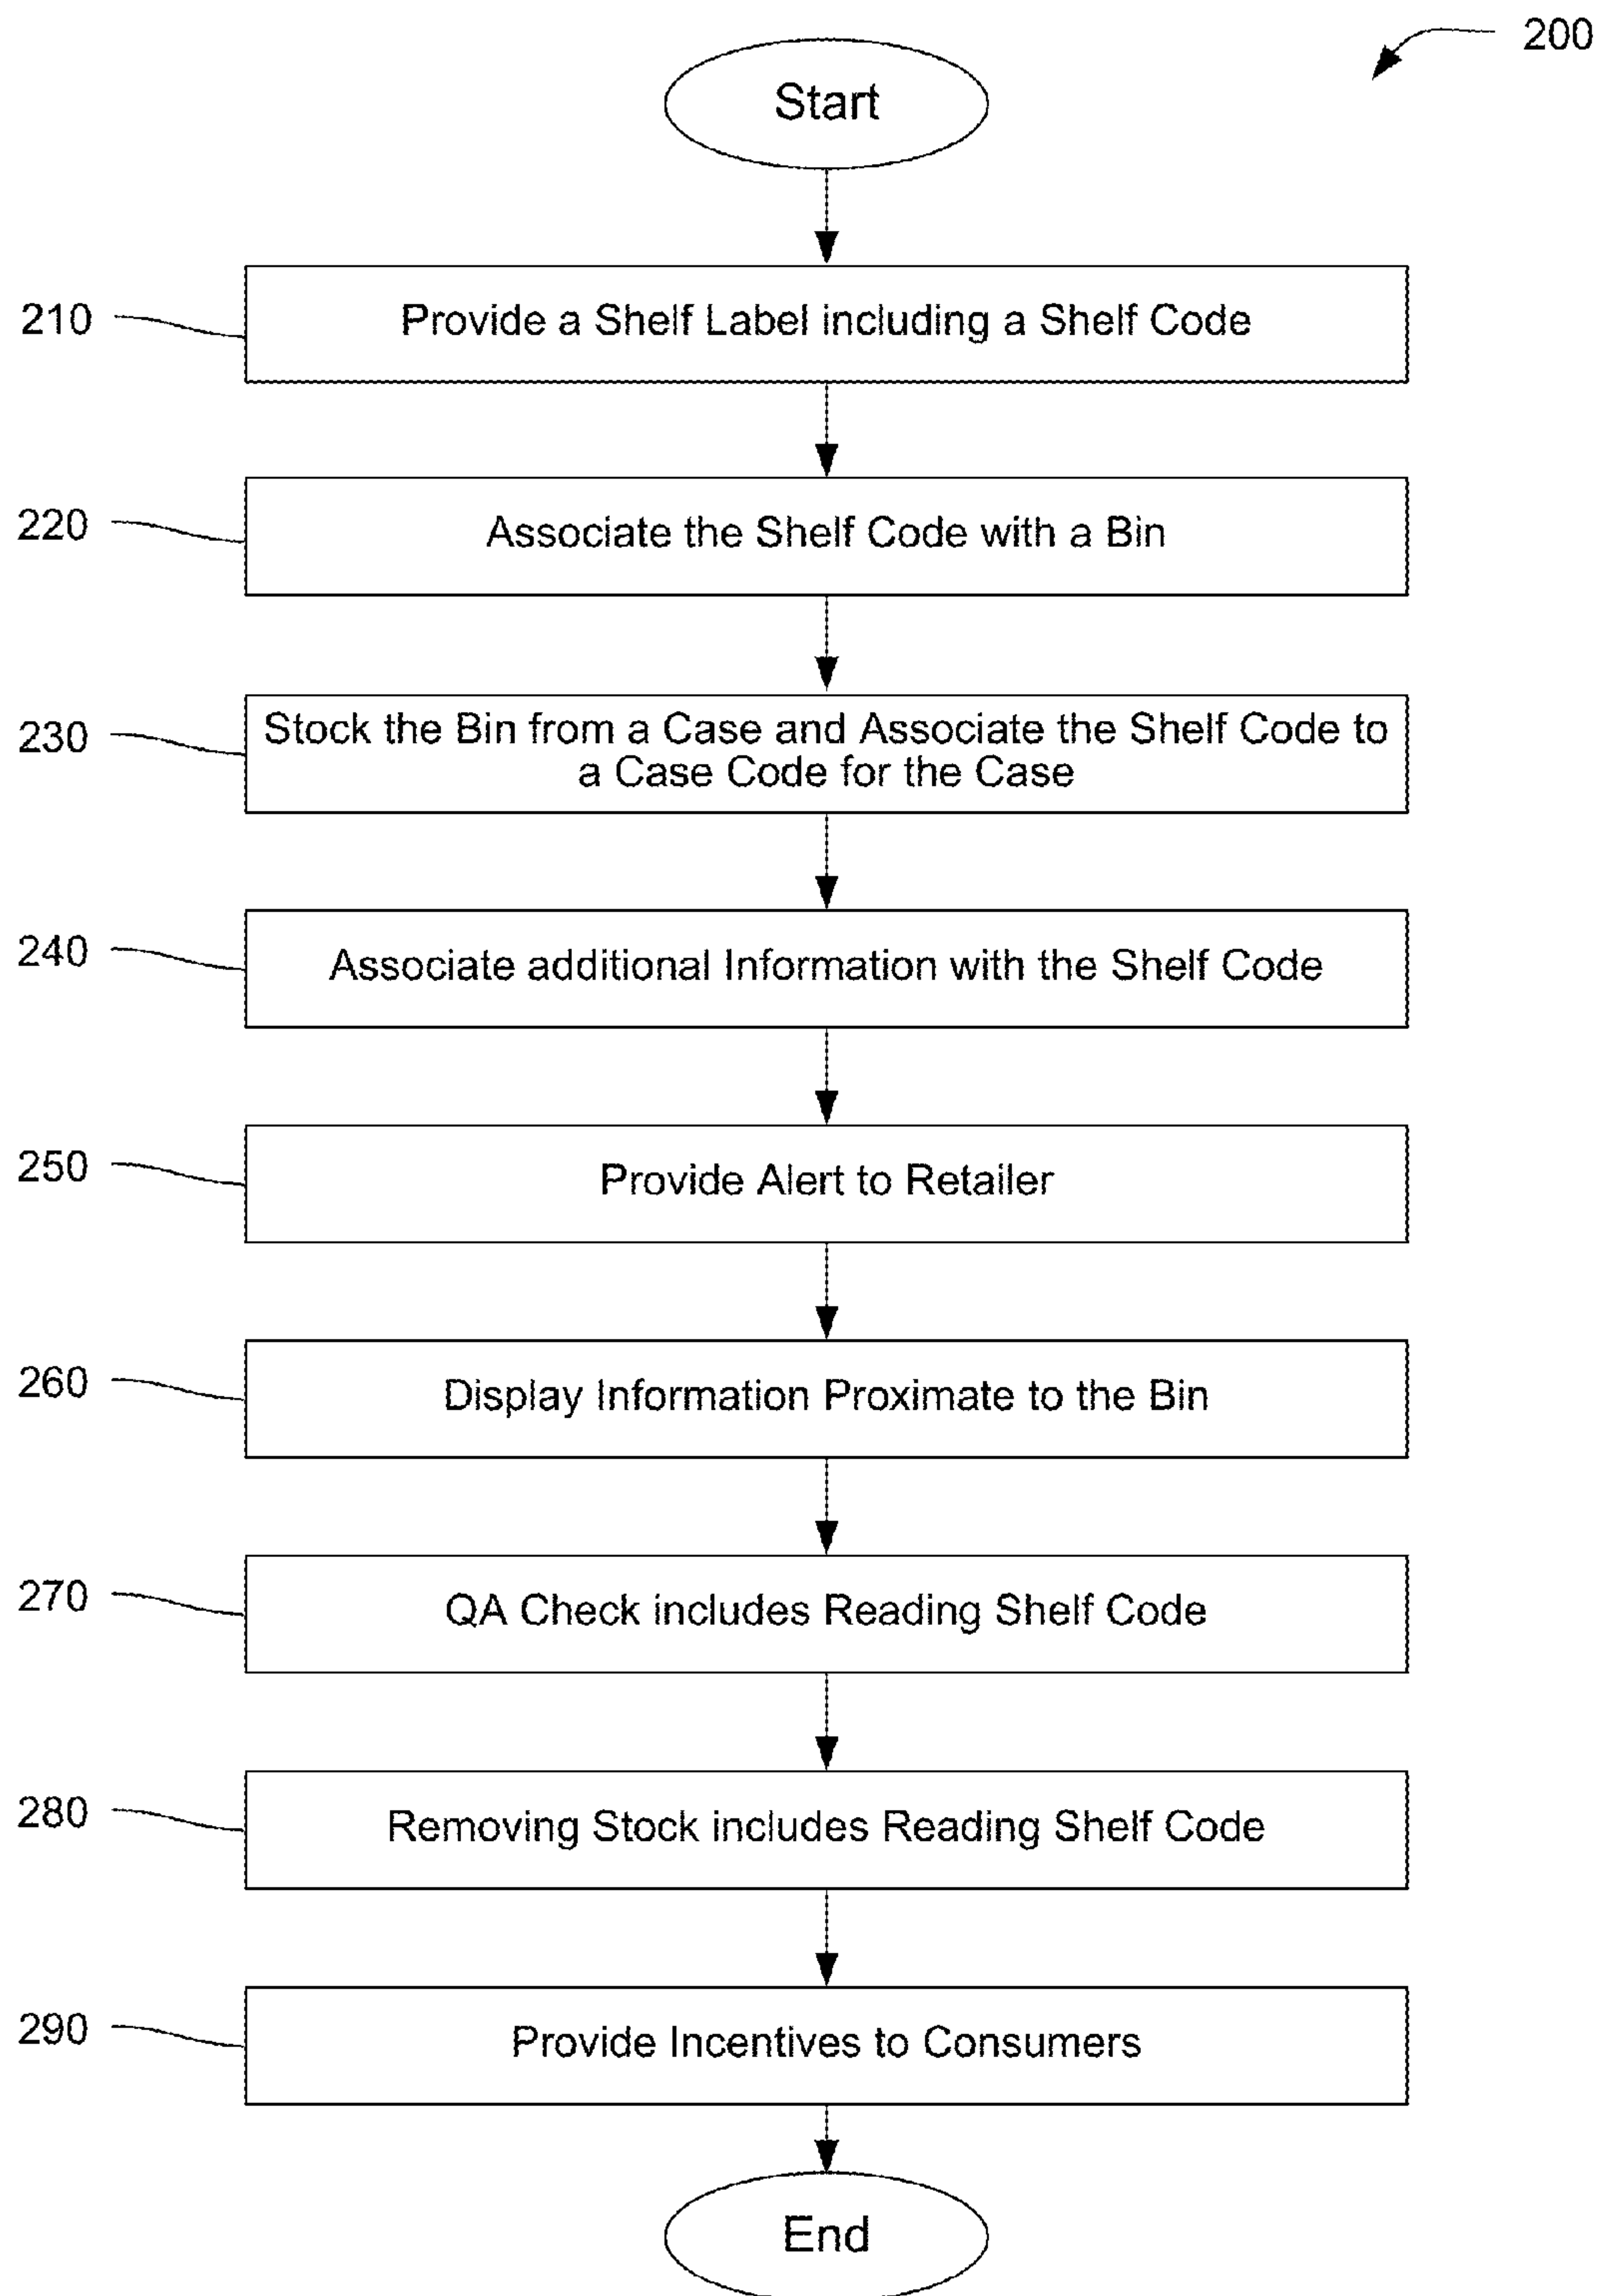 200
Start
210
Provide a Shelf Label including a Shelf Code
220
Associate the Shelf Code with a Bin
230
Stock the Bin from a Case and Associate the Shelf Code to
a Case Code for the Case
240
Associate additional Information with the Shelf Code
250
Provide Alert to Retailer
260
Display Information Proximate to the Bin
270
QA Check includes Reading Shelf Code
280
Removing Stock includes Reading Shelf Code
290
Provide Incentives to Consumers
End